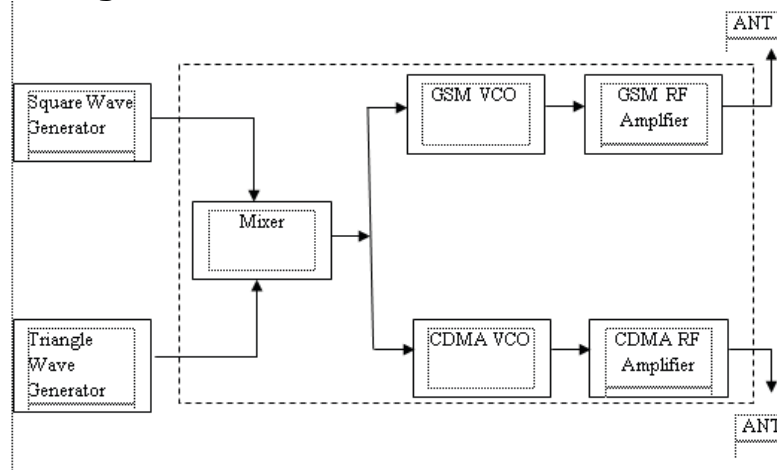 ANT
Square Wave
Generator
GSM VCO
GSM RF
Amplfier
Mixer
Triangle
Wave
Generator
CDMA VCO
CDMA RF
Amplifier
ANT